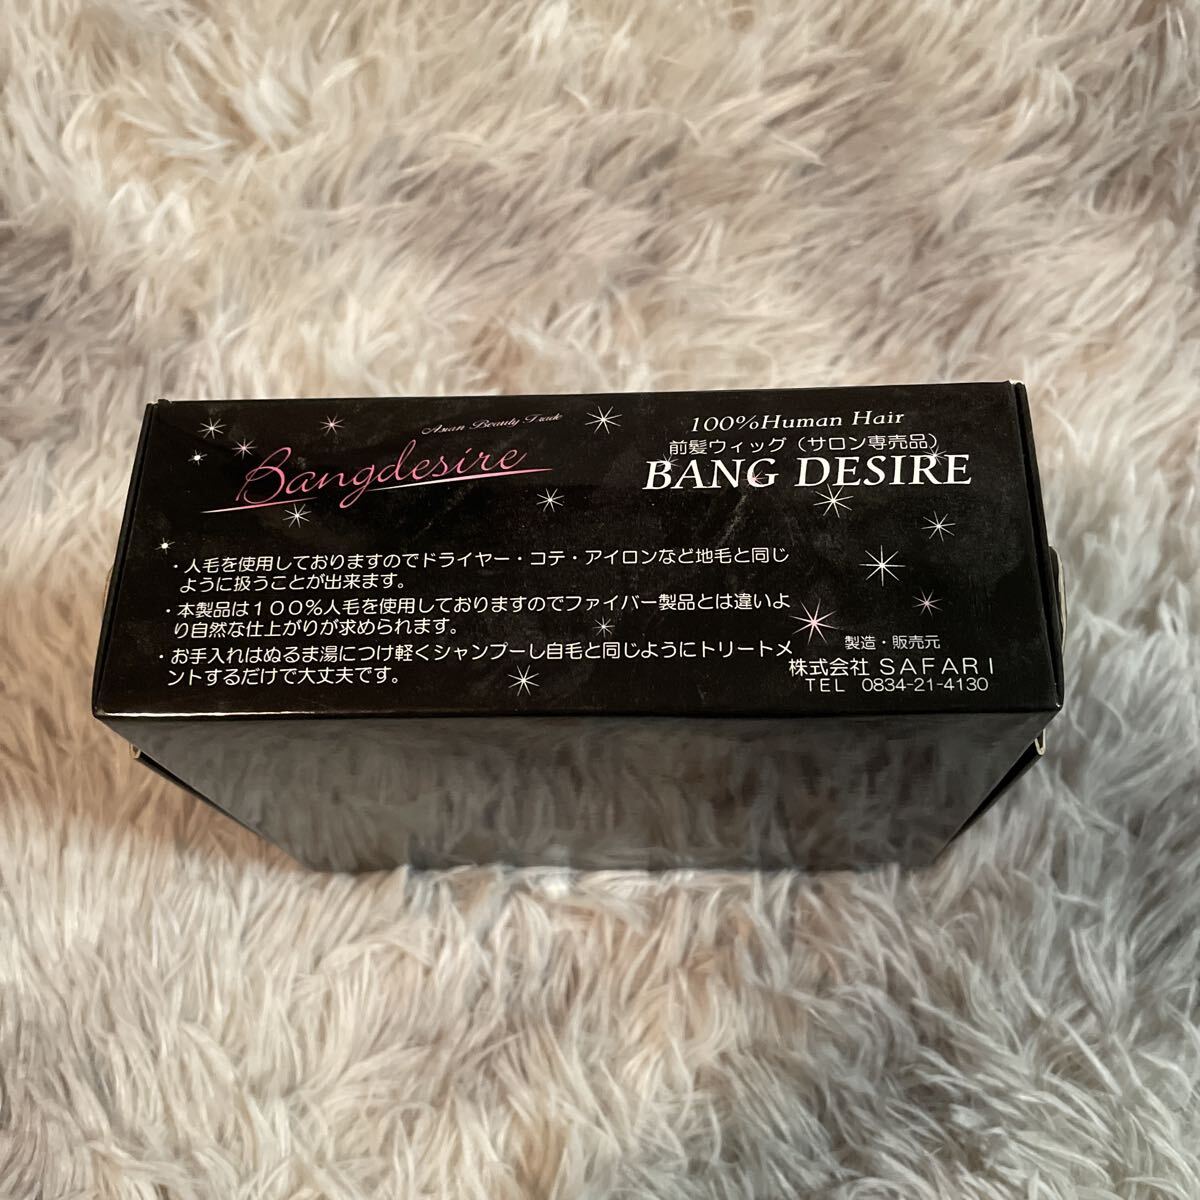 Asian Beauty Trade
Bangdesire
100%Human Hair
前髪ウィッグ(サロン専売品)
BANG DESIRE
・人毛を使用しておりますのでドライヤー・コテ・アイロンなど地毛と同じ
ように扱うことが出来ます。
・本製品は100%人毛を使用しておりますのでファイバー製品とは違いよ
り自然な仕上がりが求められます。
・お手入れはぬるま湯につけ軽くシャンプーし自毛と同じようにトリートメ
ントするだけで大丈夫です。
製造・販売元
株式会社 SAFARI
TEL 0834-21-4130